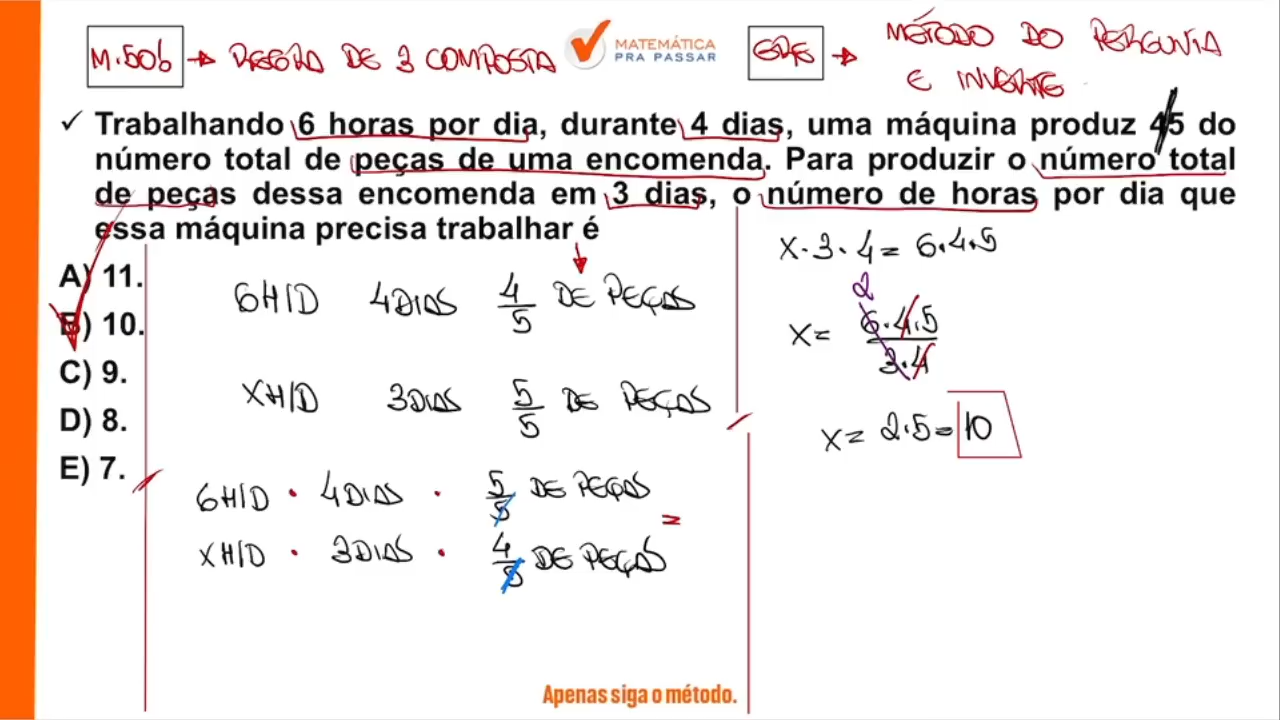 M.506 → REGRA DE 3 COMPOSTA
MATEMÁTICA
PRA PASSAR
→ MÉTODO DO PERGUNTA
E INVERTE
✓ Trabalhando 6 horas por dia, durante 4 dias, uma máquina produz 4/5 do
número total de peças de uma encomenda. Para produzir o número total
de peças dessa encomenda em 3 dias, o número de horas por dia que
essa máquina precisa trabalhar é
A) 11.
B) 10.
C) 9.
D) 8.
E) 7.
6H/D 4DIAS 4/5 DE PEÇAS
XH/D 3DIAS 5/5 DE PEÇAS
6H/D · 4DIAS · 5/5 DE PEÇAS
=
XH/D · 3DIAS · 4/5 DE PEÇAS
X·3·4=6·4·5
2
X= 6·4·5/3·4
X= 2·5=10
Apenas siga o método.